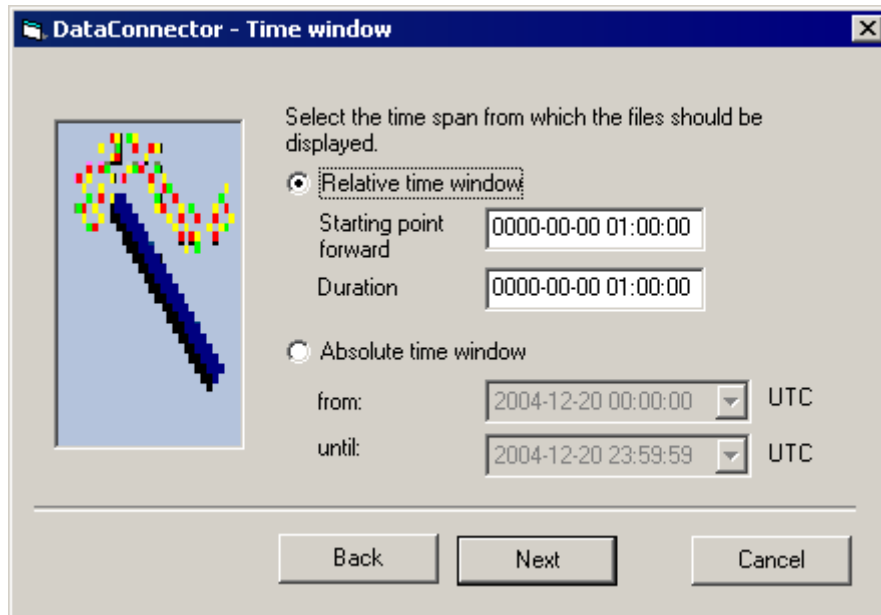 DataConnector - Time window
Select the time span from which the files should be
displayed.
Relative time window
Starting point
forward
0000-00-00 01:00:00
Duration
0000-00-00 01:00:00
Absolute time window
from:
2004-12-20 00:00:00
UTC
until:
2004-12-20 23:59:59
UTC
Back
Next
Cancel